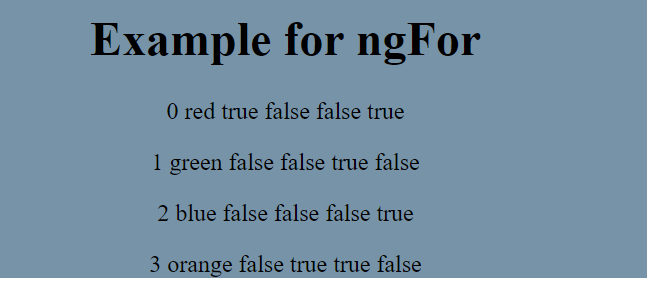 Example for ngFor
0 red true false false true
1 green false false true false
2 blue false false false true
3 orange false true true false